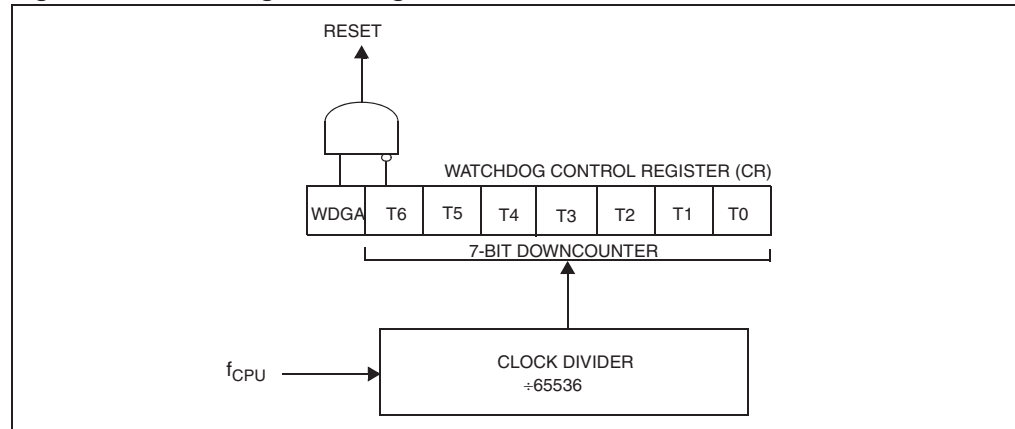 RESET
WATCHDOG CONTROL REGISTER (CR)
WDGA T6 T5 T4 T3 T2 T1 T0
7-BIT DOWNCOUNTER
fCPU
CLOCK DIVIDER
÷65536